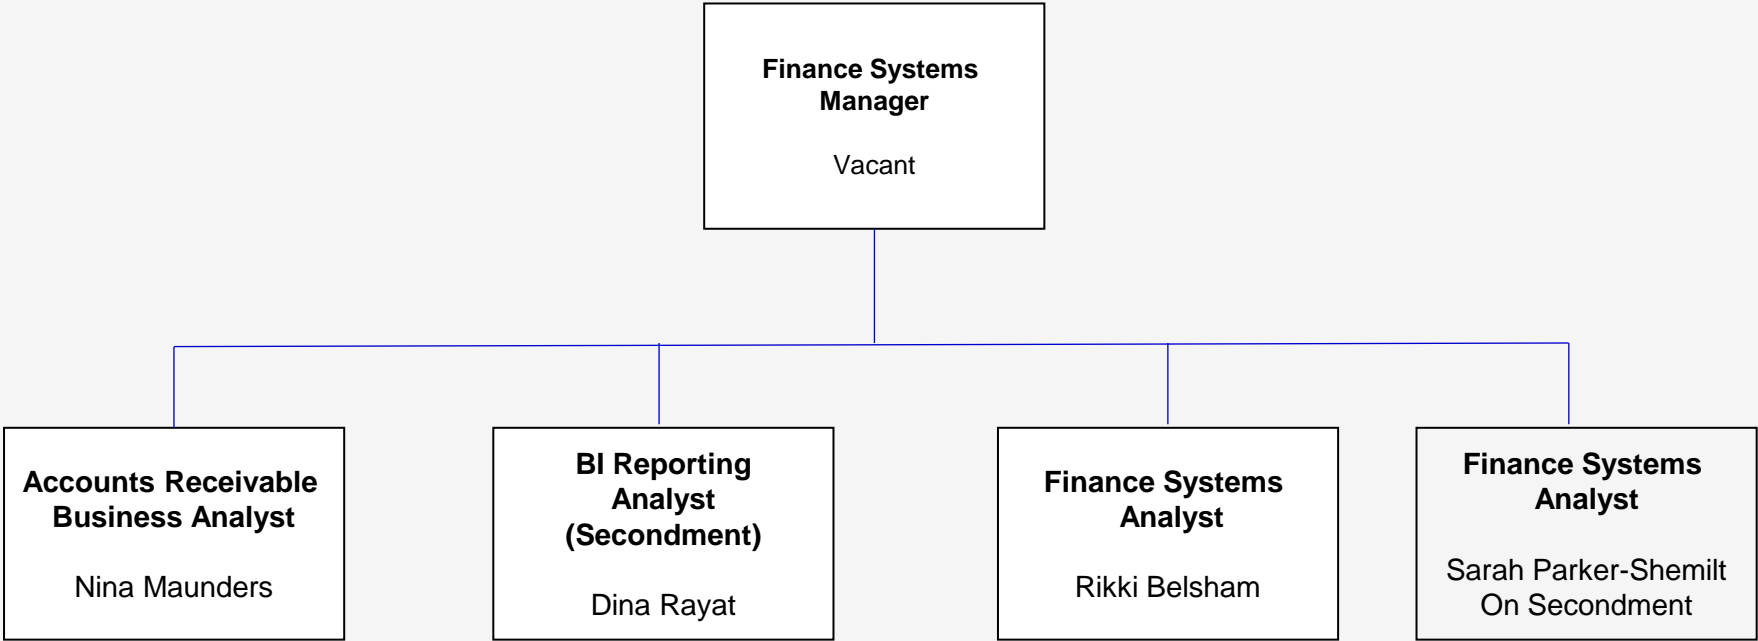 Finance Systems
Manager
Vacant
Accounts Receivable
Business Analyst
Nina Maunders
BI Reporting
Analyst
(Secondment)
Dina Rayat
Finance Systems
Analyst
Rikki Belsham
Finance Systems
Analyst
Sarah Parker-Shemilt
On Secondment